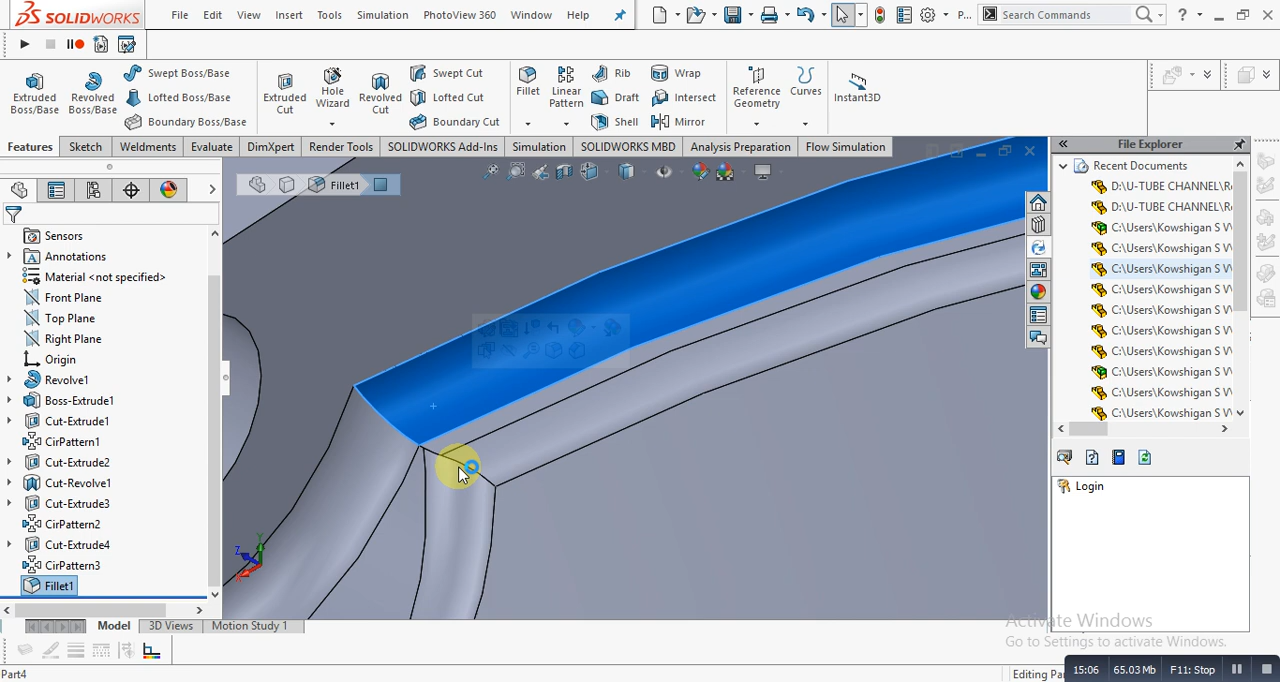 SOLIDWORKS File Edit View Insert Tools Simulation PhotoView 360 Window Help P... Search Commands
Extruded Boss/Base
Revolved Boss/Base
Swept Boss/Base
Lofted Boss/Base
Boundary Boss/Base
Extruded Cut
Hole Wizard
Revolved Cut
Swept Cut
Lofted Cut
Boundary Cut
Fillet
Linear Pattern
Rib
Draft
Shell
Wrap
Intersect
Mirror
Reference Geometry
Curves
Instant3D
Features Sketch Weldments Evaluate DimXpert Render Tools SOLIDWORKS Add-Ins Simulati SOLIDWORKS MBD Analysis Preparation Flow Simulation
Fillet1
Sensors
Annotations
Material <not specified>
Front Plane
Top Plane
Right Plane
Origin
Revolve1
Boss-Extrude1
Cut-Extrude1
CirPattern1
Cut-Extrude2
Cut-Revolve1
Cut-Extrude3
CirPattern2
Cut-Extrude4
CirPattern3
Fillet1
Y
Z
File Explorer
Recent Documents
D:\U-TUBE CHANNEL\R
D:\U-TUBE CHANNEL\R
C:\Users\Kowshigan S V
C:\Users\Kowshigan S V
C:\Users\Kowshigan S V
C:\Users\Kowshigan S V
C:\Users\Kowshigan S V
C:\Users\Kowshigan S V
C:\Users\Kowshigan S V
C:\Users\Kowshigan S V
C:\Users\Kowshigan S V
C:\Users\Kowshigan S V
Login
Model 3D Views Motion Study 1
Activate Windows
Go to Settings to activate Windows.
Part4 Editing Pa
15:06 65.03 Mb F11: Stop